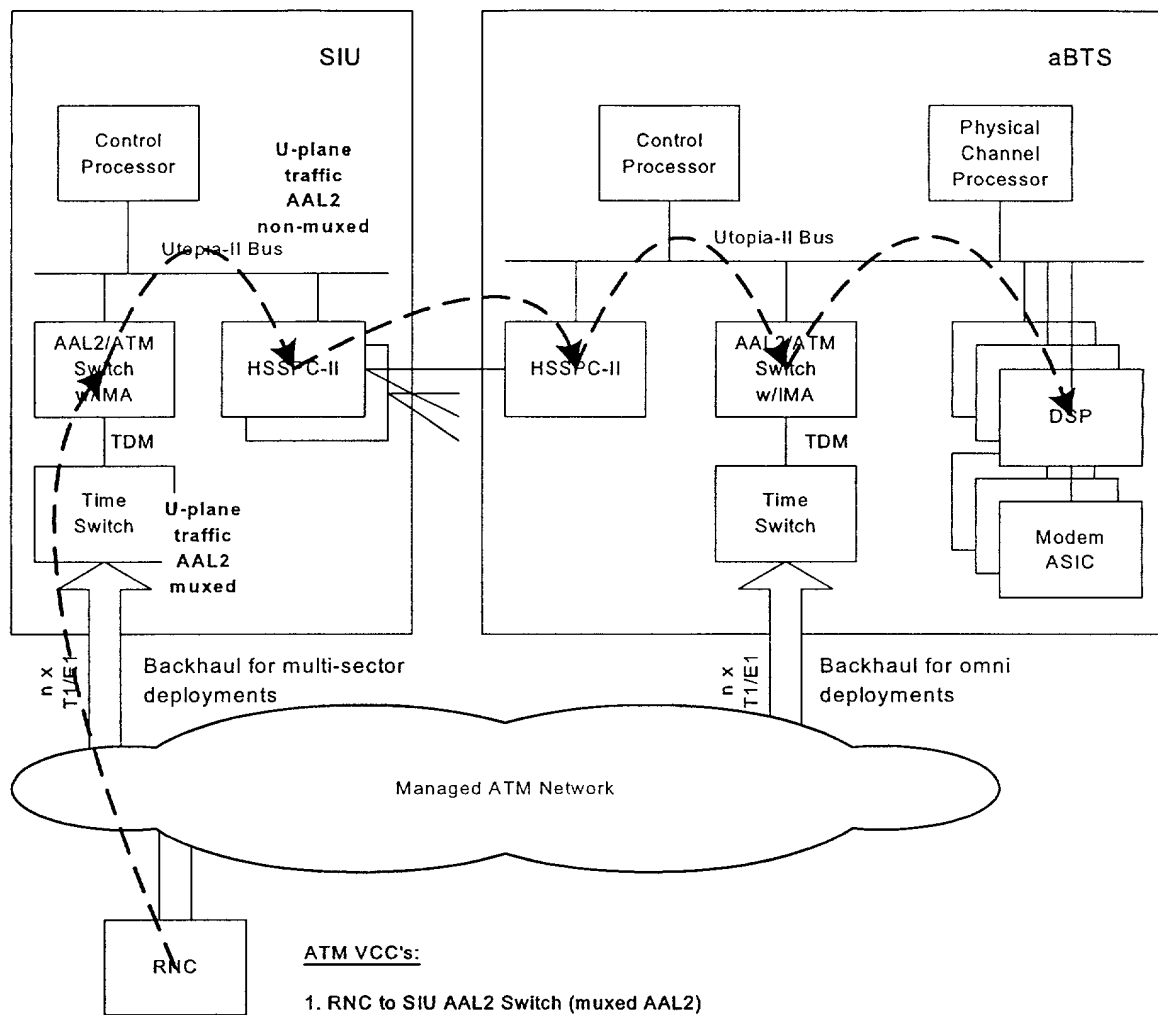 SIU
Control
Processor
U-plane
traffic
AAL2
non-muxed
Utopia-II Bus
AAL2/ATM
Switch
w/IMA
HSSPC-II
TDM
Time
Switch
U-plane
traffic
AAL2
muxed
n x
T1/E1
Backhaul for multi-sector
deployments
aBTS
Control
Processor
Physical
Channel
Processor
Utopia-II Bus
HSSPC-II
AAL2/ATM
Switch
w/IMA
DSP
TDM
Time
Switch
Modem
ASIC
n x
T1/E1
Backhaul for omni
deployments
Managed ATM Network
RNC
ATM VCC's:
1. RNC to SIU AAL2 Switch (muxed AAL2)